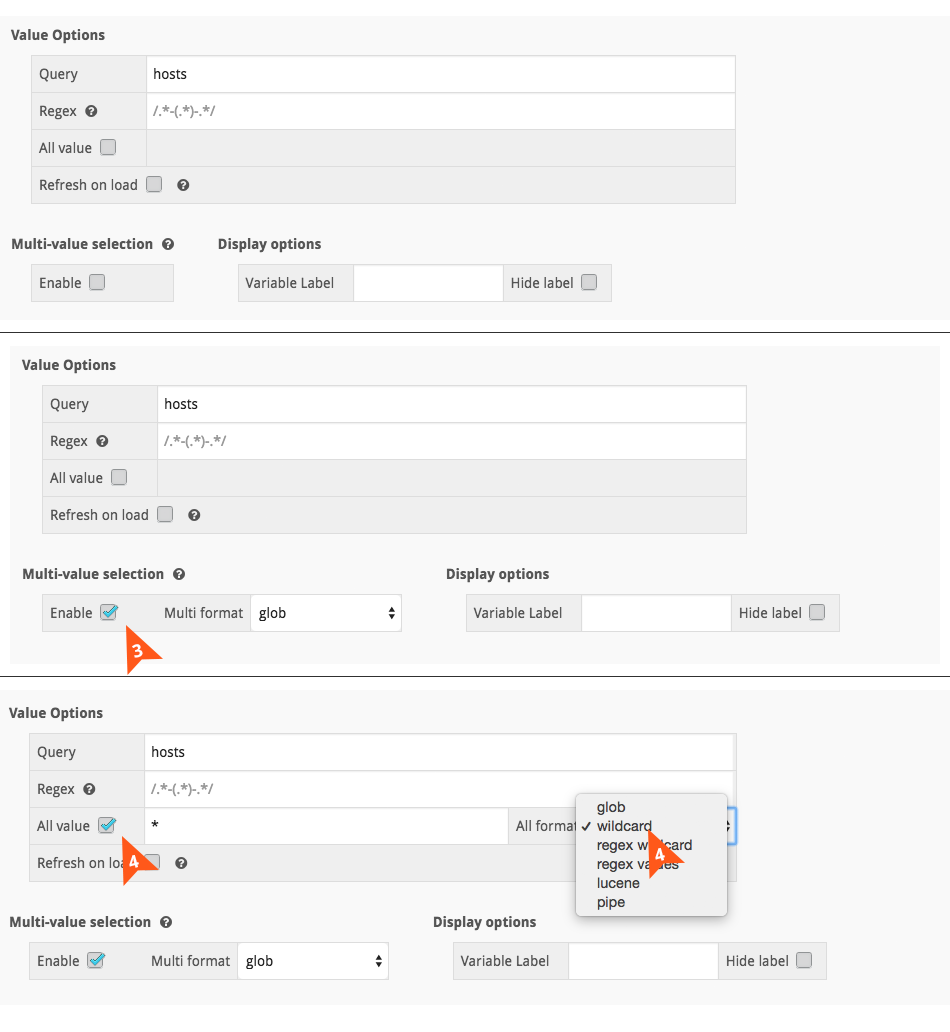 Value Options
Query hosts
Regex /.*-(.*)-.*/
All value
Refresh on load
Multi-value selection Display options
Enable Variable Label Hide label
Value Options
Query hosts
Regex /.*-(.*)-.*/
All value
Refresh on load
Multi-value selection Display options
Enable Multi format glob Variable Label Hide label
3
Value Options
Query hosts
Regex /.*-(.*)-.*/
glob
All value * All format wildcard
4 4
regex wildcard
Refresh on load regex values
lucene
pipe
Multi-value selection Display options
Enable Multi format glob Variable Label Hide label